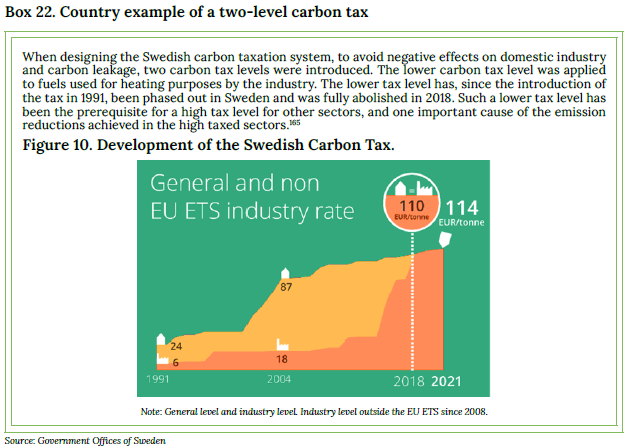 Box 22. Country example of a two-level carbon tax
When designing the Swedish carbon taxation system, to avoid negative effects on domestic industry
and carbon leakage, two carbon tax levels were introduced. The lower carbon tax level was applied
to fuels used for heating purposes by the industry. The lower tax level has, since the introduction of
the tax in 1991, been phased out in Sweden and was fully abolished in 2018. Such a lower tax level has
been the prerequisite for a high tax level for other sectors, and one important cause of the emission
reductions achieved in the high taxed sectors.165
Figure 10. Development of the Swedish Carbon Tax.
General and non
EU ETS industry rate
=
110
EUR/tonne
114
EUR/tonne
87
24
6
18
1991
2004
2018
2021
Note: General level and industry level. Industry level outside the EU ETS since 2008.
Source: Government Offices of Sweden